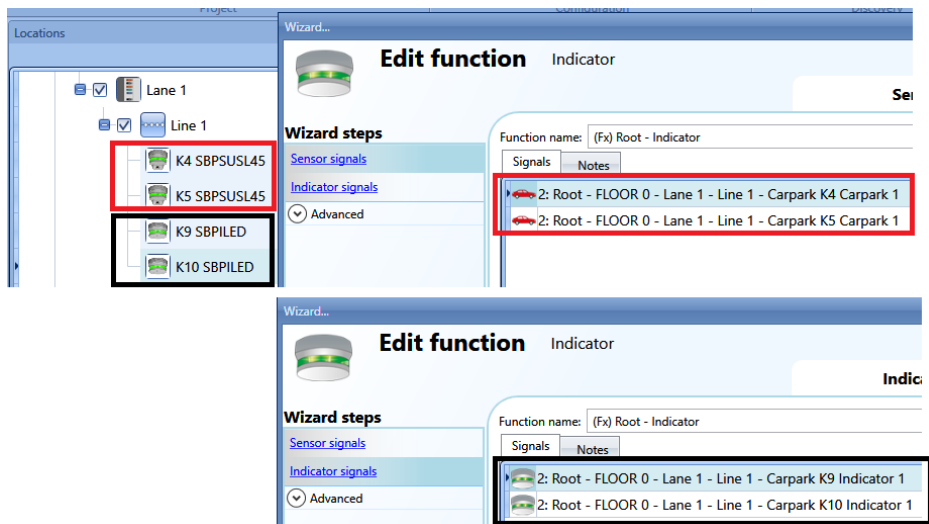 Project
Configuration
Discovery
Locations
Lane 1
Line 1
K4 SBPSUSL45
K5 SBPSUSL45
K9 SBPILED
K10 SBPILED
Wizard...
Edit function Indicator
Ser
Wizard steps
Sensor signals
Indicator signals
Advanced
Function name: (Fx) Root - Indicator
Signals Notes
2: Root - FLOOR 0 - Lane 1 - Line 1 - Carpark K4 Carpark 1
2: Root - FLOOR 0 - Lane 1 - Line 1 - Carpark K5 Carpark 1
Wizard...
Edit function Indicator
Indica
Wizard steps
Sensor signals
Indicator signals
Advanced
Function name: (Fx) Root - Indicator
Signals Notes
2: Root - FLOOR 0 - Lane 1 - Line 1 - Carpark K9 Indicator 1
2: Root - FLOOR 0 - Lane 1 - Line 1 - Carpark K10 Indicator 1